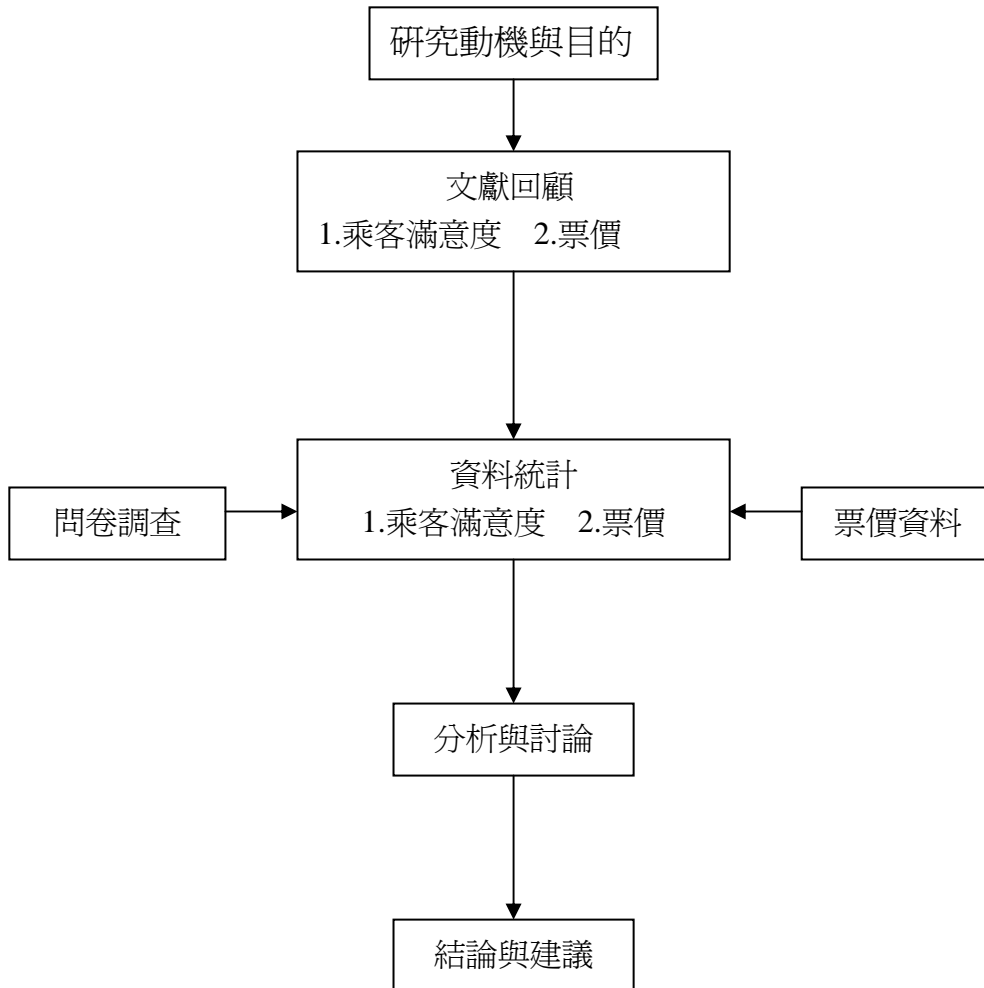 研究動機與目的
文獻回顧
1.乘客滿意度　2.票價
資料統計
1.乘客滿意度　2.票價
問卷調查
票價資料
分析與討論
結論與建議